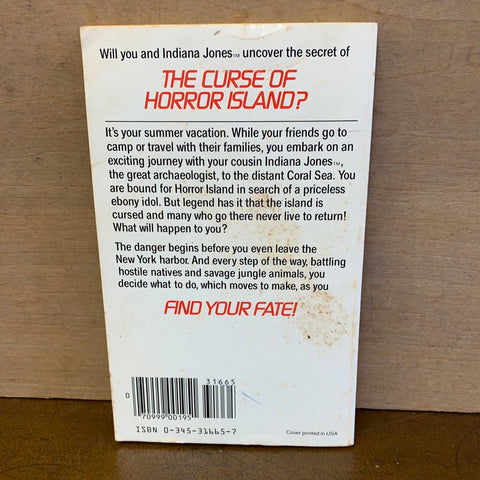 Will you and Indiana Jones™ uncover the secret of
THE CURSE OF
HORROR ISLAND?
It's your summer vacation. While your friends go to
camp or travel with their families, you embark on an
exciting journey with your cousin Indiana Jones™,
the great archaeologist, to the distant Coral Sea. You
are bound for Horror Island in search of a priceless
ebony idol. But legend has it that the island is
cursed and many who go there never live to return!
What will happen to you?
The danger begins before you even leave the
New York harbor. And every step of the way, battling
hostile natives and savage jungle animals, you
decide what to do, which moves to make, as you
FIND YOUR FATE!
31665
0
70999 00195
ISBN 0-345-31665-7
Cover printed in USA